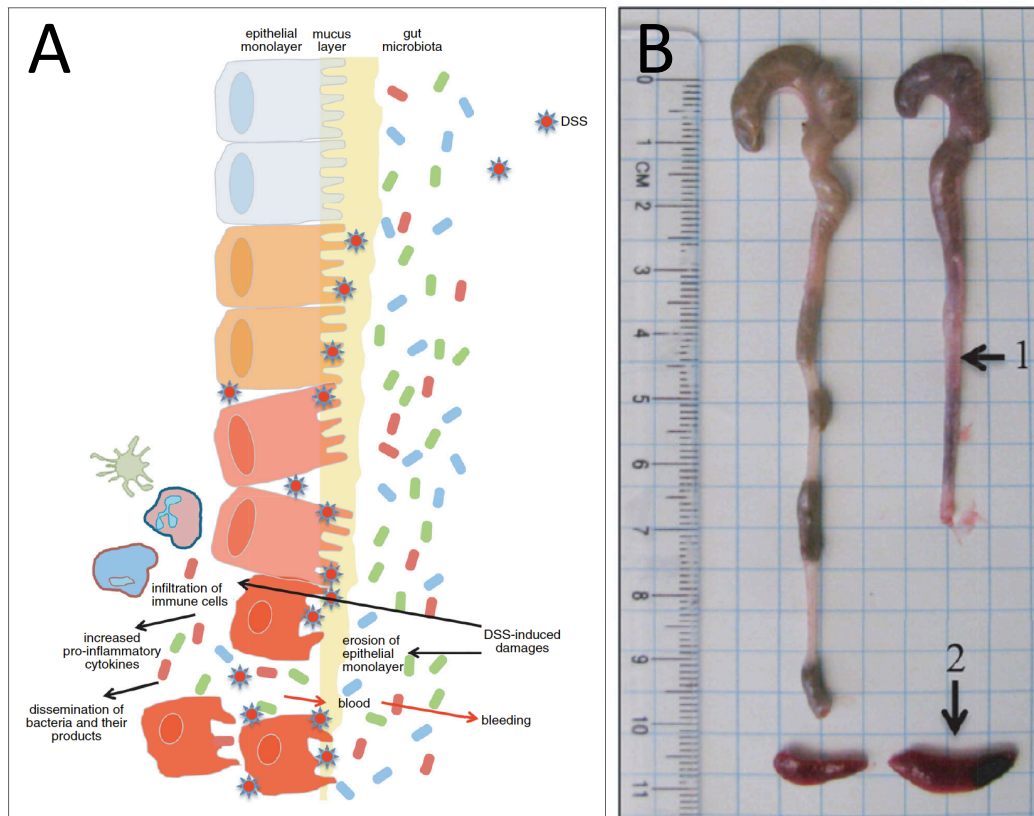 A
epithelial
monolayer
mucus
layer
gut
microbiota
DSS
infiltration of
immune cells
increased
pro-inflammatory
cytokines
dissemination of
bacteria and their
products
erosion of
epithelial
monolayer
DSS-induced
damages
blood
bleeding
B
0
1
CM
2
3
4
5
6
7
8
9
10
11
1
2